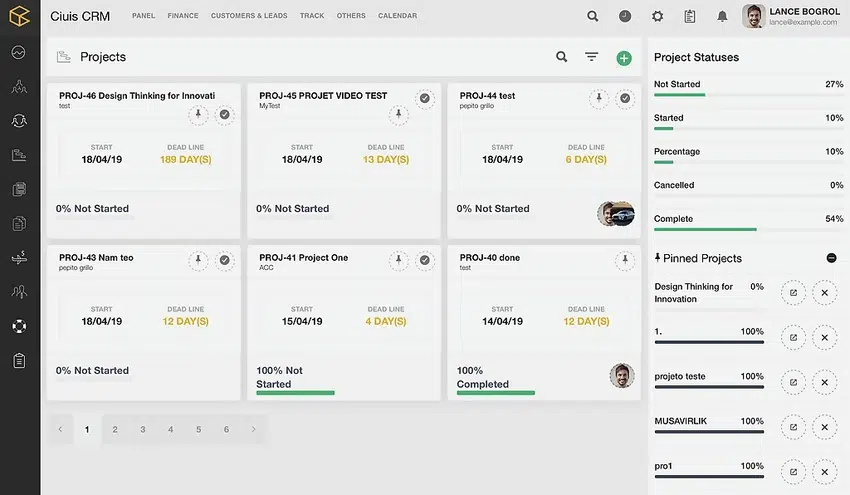 Ciuis CRM
PANEL FINANCE CUSTOMERS & LEADS TRACK OTHERS CALENDAR
LANCE BOGROL
lance@example.com
Projects
PROJ-46 Design Thinking for Innovati
test
START DEAD LINE
18/04/19 189 DAY(S)
0% Not Started
PROJ-45 PROJET VIDEO TEST
MyTest
START DEAD LINE
18/04/19 13 DAY(S)
0% Not Started
PROJ-44 test
pepito grillo
START DEAD LINE
18/04/19 6 DAY(S)
0% Not Started
PROJ-43 Nam teo
pepito grillo
START DEAD LINE
18/04/19 12 DAY(S)
0% Not Started
PROJ-41 Project One
ACC
START DEAD LINE
15/04/19 4 DAY(S)
100% Not
Started
PROJ-40 done
test
START DEAD LINE
14/04/19 12 DAY(S)
100%
Completed
1 2 3 4 5 6
Project Statuses
Not Started 27%
Started 10%
Percentage 10%
Cancelled 0%
Complete 54%
Pinned Projects
Design Thinking for 0%
Innovation
1. 100%
projeto teste 100%
MUSAVIRLIK 100%
pro1 100%